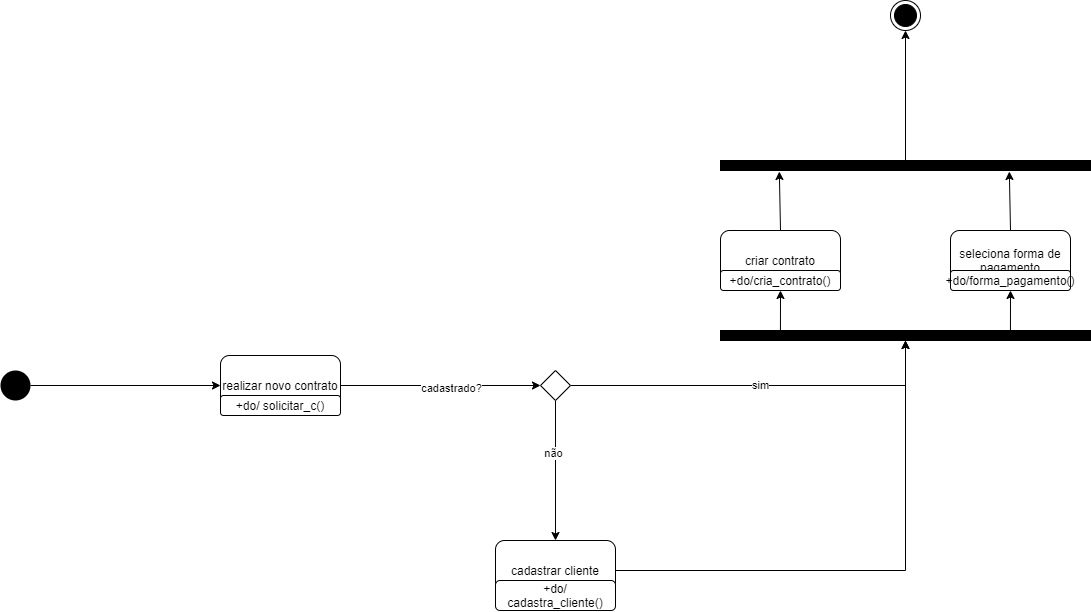 criar contrato
+do/cria_contrato()
seleciona forma de
pagamento
+do/forma_pagamento()
realizar novo contrato
+do/ solicitar_c()
cadastrado?
sim
não
cadastrar cliente
+do/
cadastra_cliente()